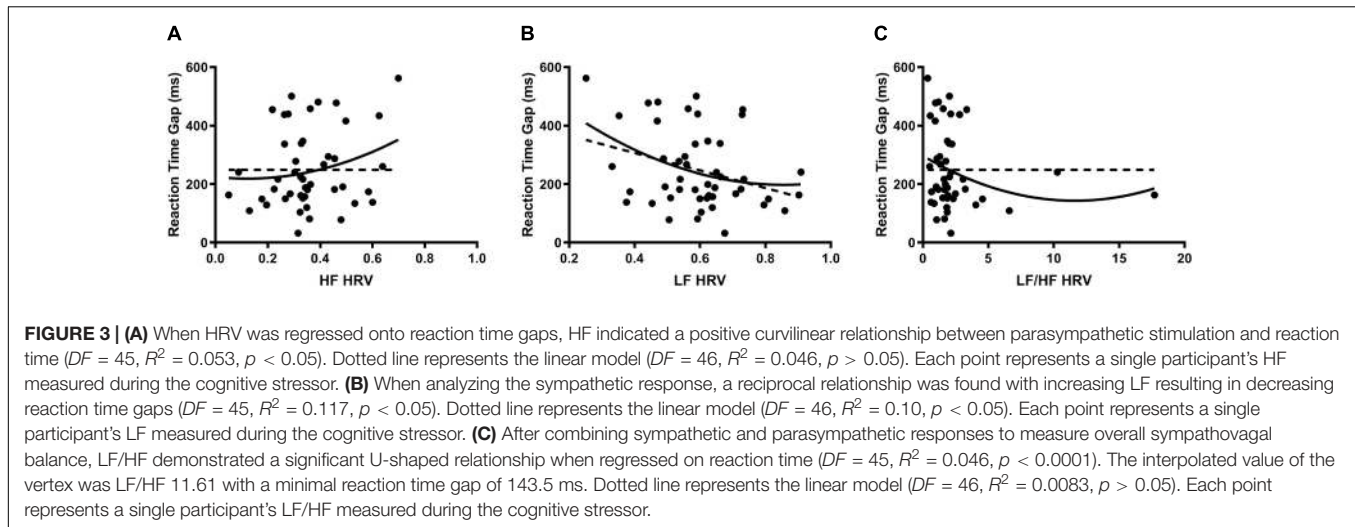 A
B
C
Reaction Time Gap (ms)
600
400
200
0
0.0 0.2 0.4 0.6 0.8 1.0
HF HRV
Reaction Time Gap (ms)
600
400
200
0
0.2 0.4 0.6 0.8 1.0
LF HRV
Reaction Time Gap (ms)
600
400
200
0
0 5 10 15 20
LF/HF HRV
FIGURE 3 | (A) When HRV was regressed onto reaction time gaps, HF indicated a positive curvilinear relationship between parasympathetic stimulation and reaction
time (DF = 45, R² = 0.053, p < 0.05). Dotted line represents the linear model (DF = 46, R² = 0.046, p > 0.05). Each point represents a single participant's HF
measured during the cognitive stressor. (B) When analyzing the sympathetic response, a reciprocal relationship was found with increasing LF resulting in decreasing
reaction time gaps (DF = 45, R² = 0.117, p < 0.05). Dotted line represents the linear model (DF = 46, R² = 0.10, p < 0.05). Each point represents a single
participant's LF measured during the cognitive stressor. (C) After combining sympathetic and parasympathetic responses to measure overall sympathovagal
balance, LF/HF demonstrated a significant U-shaped relationship when regressed on reaction time (DF = 45, R² = 0.046, p < 0.0001). The interpolated value of the
vertex was LF/HF 11.61 with a minimal reaction time gap of 143.5 ms. Dotted line represents the linear model (DF = 46, R² = 0.0083, p > 0.05). Each point
represents a single participant's LF/HF measured during the cognitive stressor.